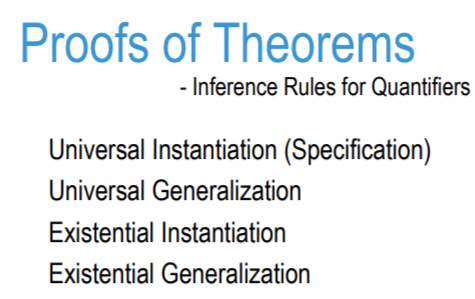 Proofs of Theorems
- Inference Rules for Quantifiers
Universal Instantiation (Specification)
Universal Generalization
Existential Instantiation
Existential Generalization